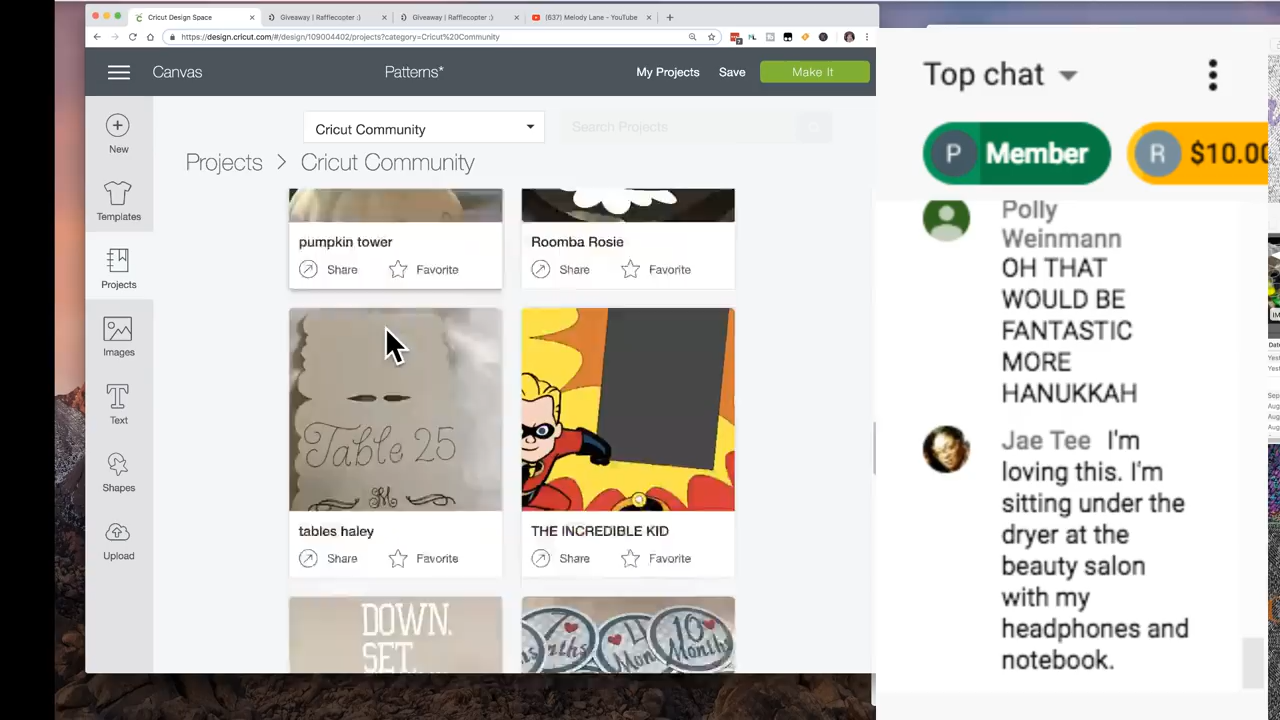 Cricut Design Space
Giveaway | Rafflecopter :)
Giveaway | Rafflecopter :)
(637) Melody Lane - YouTube
https://design.cricut.com/#/design/109004402/projects?category=Cricut%20Community
Canvas
Patterns*
My Projects
Save
Make It
New
Templates
Projects
Images
Text
Shapes
Upload
Cricut Community
Search Projects
Projects > Cricut Community
pumpkin tower
Share
Favorite
Roomba Rosie
Share
Favorite
Table 25
M
tables haley
Share
Favorite
THE INCREDIBLE KID
Share
Favorite
DOWN.
SET.
10
Months
Top chat
P Member
R $10.00
Polly
Weinmann
OH THAT
WOULD BE
FANTASTIC
MORE
HANUKKAH
Jae Tee I'm
loving this. I'm
sitting under the
dryer at the
beauty salon
with my
headphones and
notebook.